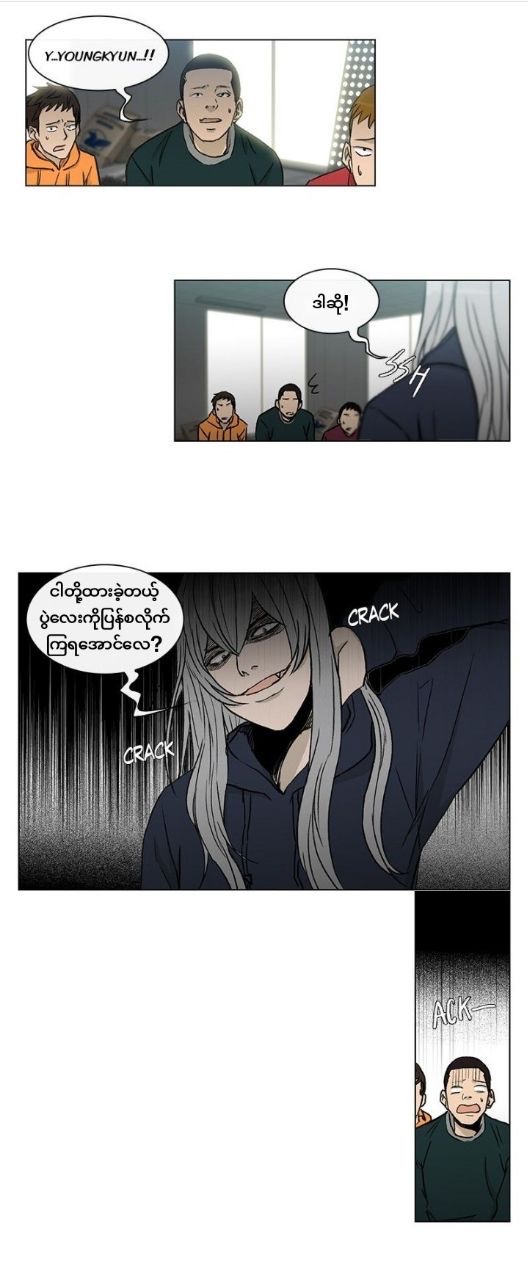 Y...YOUNGKYUN...!!
ဒါဆို!
SSH
ငါတို့ထားခဲ့တယ့်
ပွဲလေးကိုပြန်စလိုက်
ကြရအောင်လေ?
CRACK
CRACK
ACK—